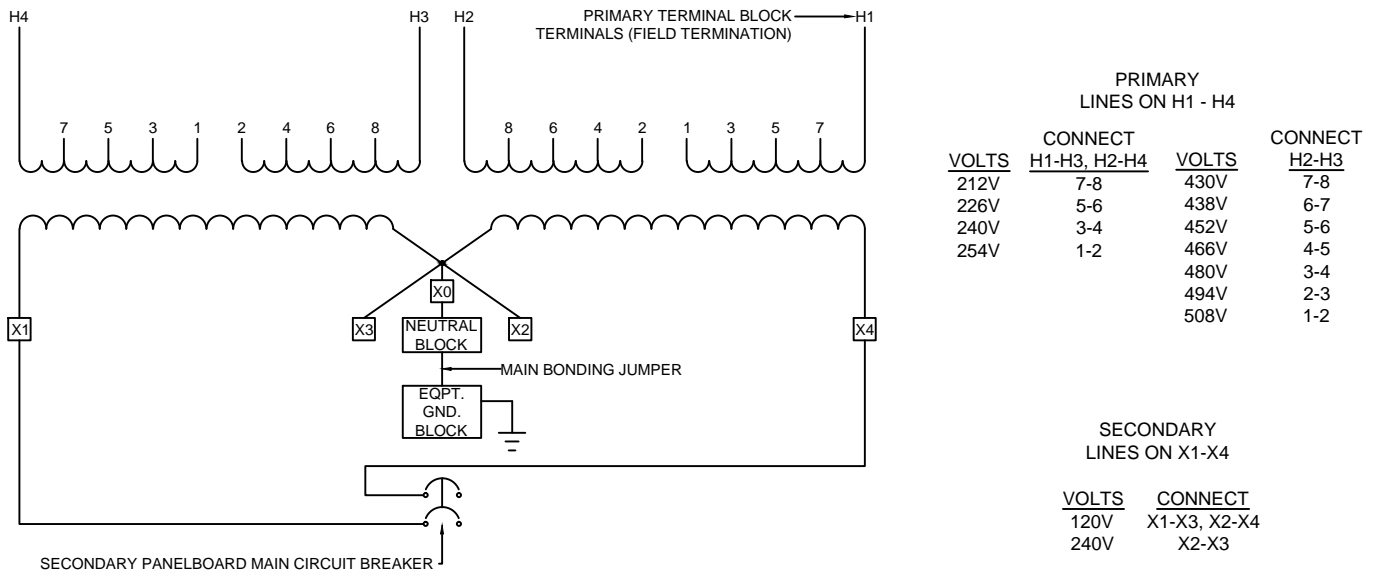 H4
H3
H2
PRIMARY TERMINAL BLOCK
H1
TERMINALS (FIELD TERMINATION)
7 5 3 1 2 4 6 8 8 6 4 2 1 3 5 7
X0
X1
X3
NEUTRAL
BLOCK
X2
X4
MAIN BONDING JUMPER
EQPT.
GND.
BLOCK
SECONDARY PANELBOARD MAIN CIRCUIT BREAKER
PRIMARY
LINES ON H1 - H4
CONNECT CONNECT
VOLTS H1-H3, H2-H4 VOLTS H2-H3
212V 7-8 430V 7-8
226V 5-6 438V 6-7
240V 3-4 452V 5-6
254V 1-2 466V 4-5
480V 3-4
494V 2-3
508V 1-2
SECONDARY
LINES ON X1-X4
VOLTS CONNECT
120V X1-X3, X2-X4
240V X2-X3